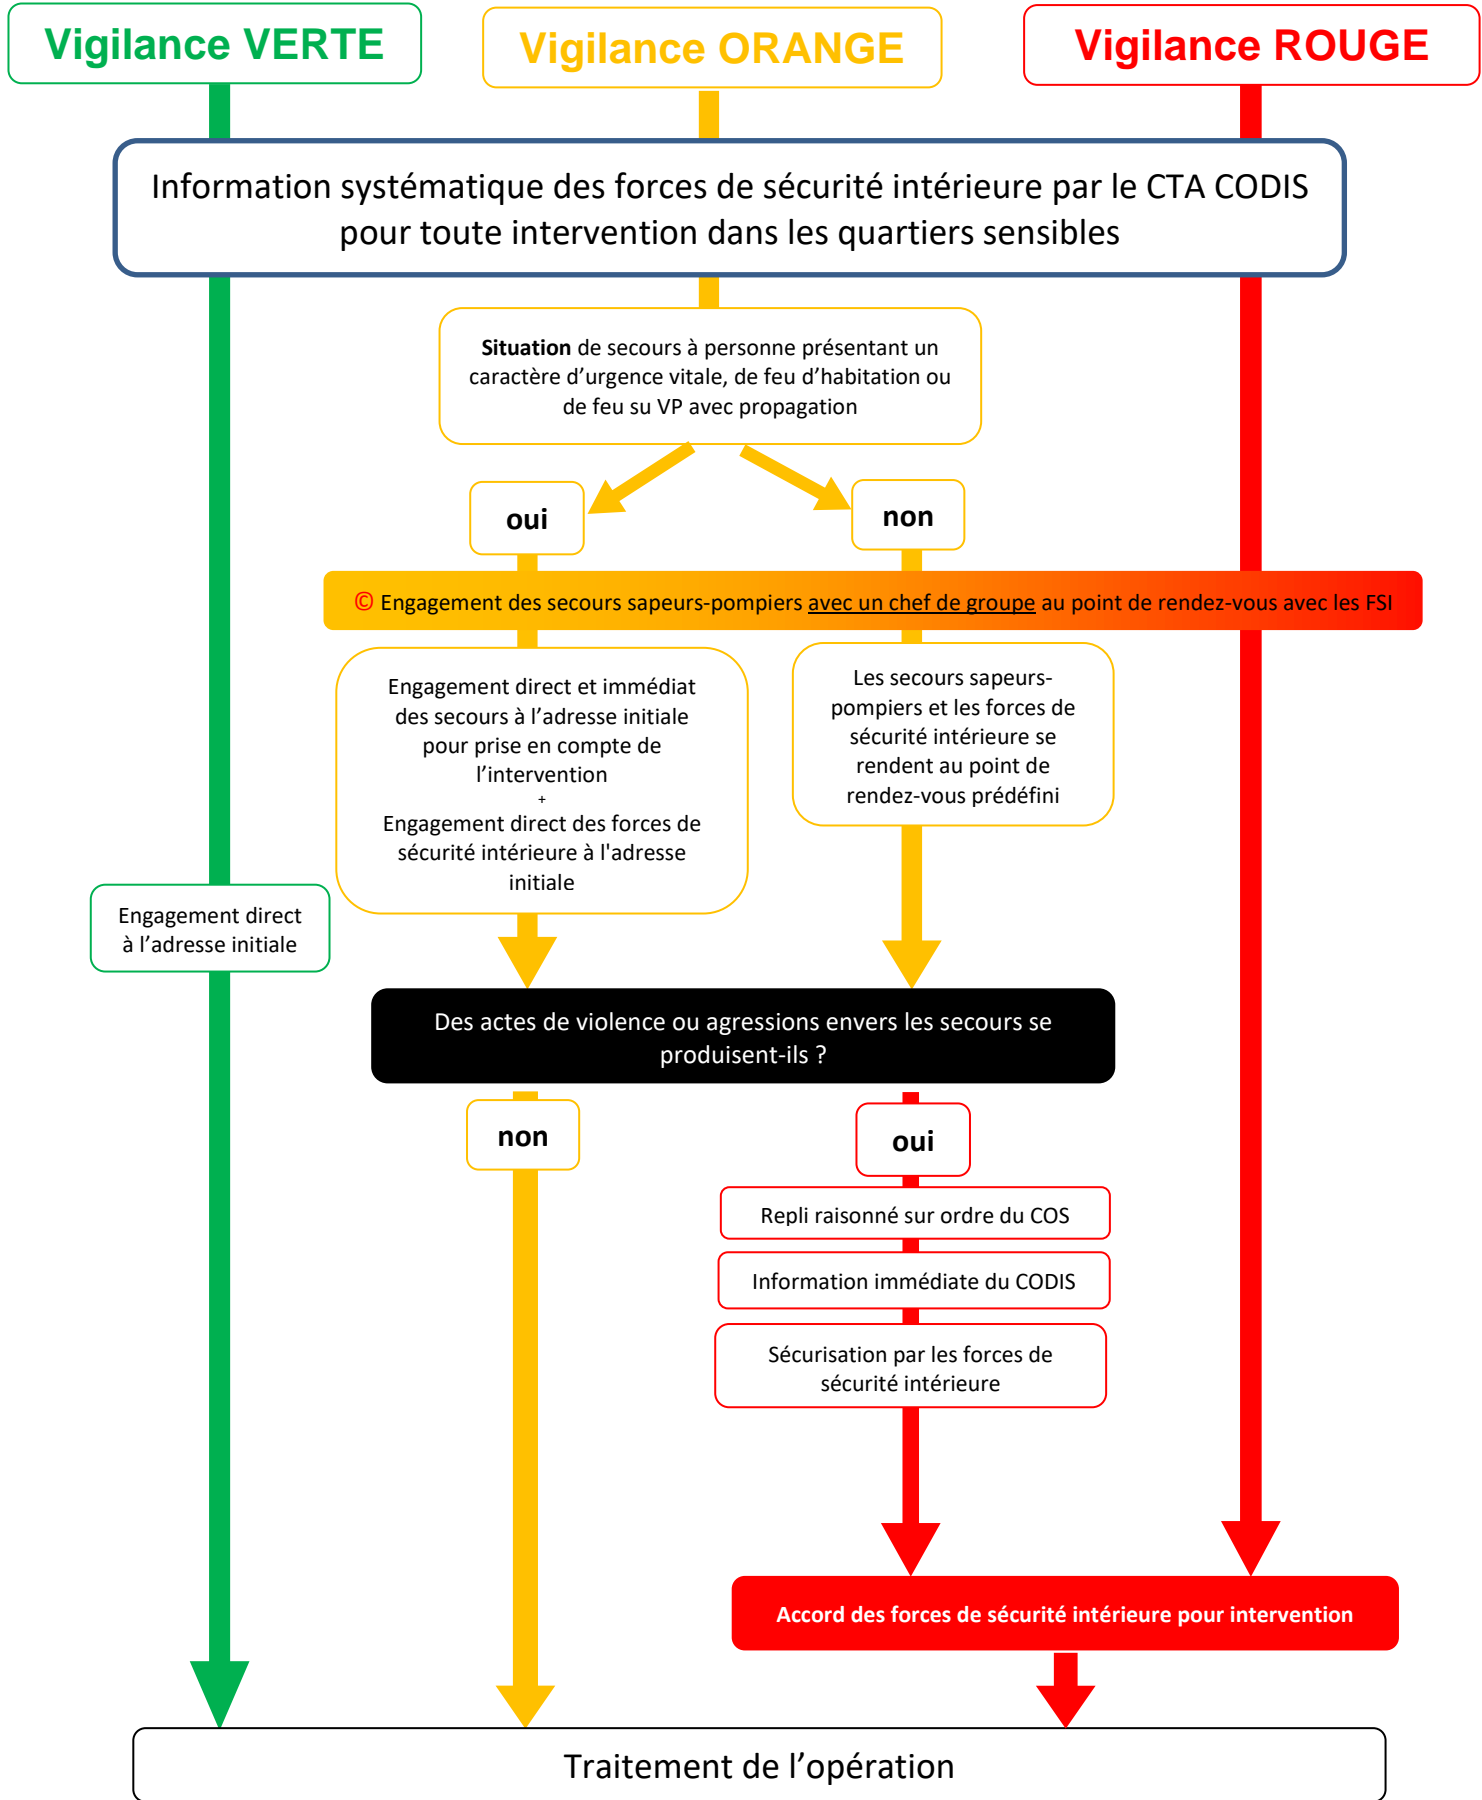 Vigilance VERTE
Vigilance ORANGE
Vigilance ROUGE
Information systématique des forces de sécurité intérieure par le CTA CODIS
pour toute intervention dans les quartiers sensibles
Situation de secours à personne présentant un
caractère d’urgence vitale, de feu d’habitation ou
de feu su VP avec propagation
oui
non
© Engagement des secours sapeurs-pompiers avec un chef de groupe au point de rendez-vous avec les FSI
Engagement direct et immédiat
des secours à l’adresse initiale
pour prise en compte de
l’intervention
+
Engagement direct des forces de
sécurité intérieure à l'adresse
initiale
Les secours sapeurs-
pompiers et les forces de
sécurité intérieure se
rendent au point de
rendez-vous prédéfini
Engagement direct
à l’adresse initiale
Des actes de violence ou agressions envers les secours se
produisent-ils ?
non
oui
Repli raisonné sur ordre du COS
Information immédiate du CODIS
Sécurisation par les forces de
sécurité intérieure
Accord des forces de sécurité intérieure pour intervention
Traitement de l’opération